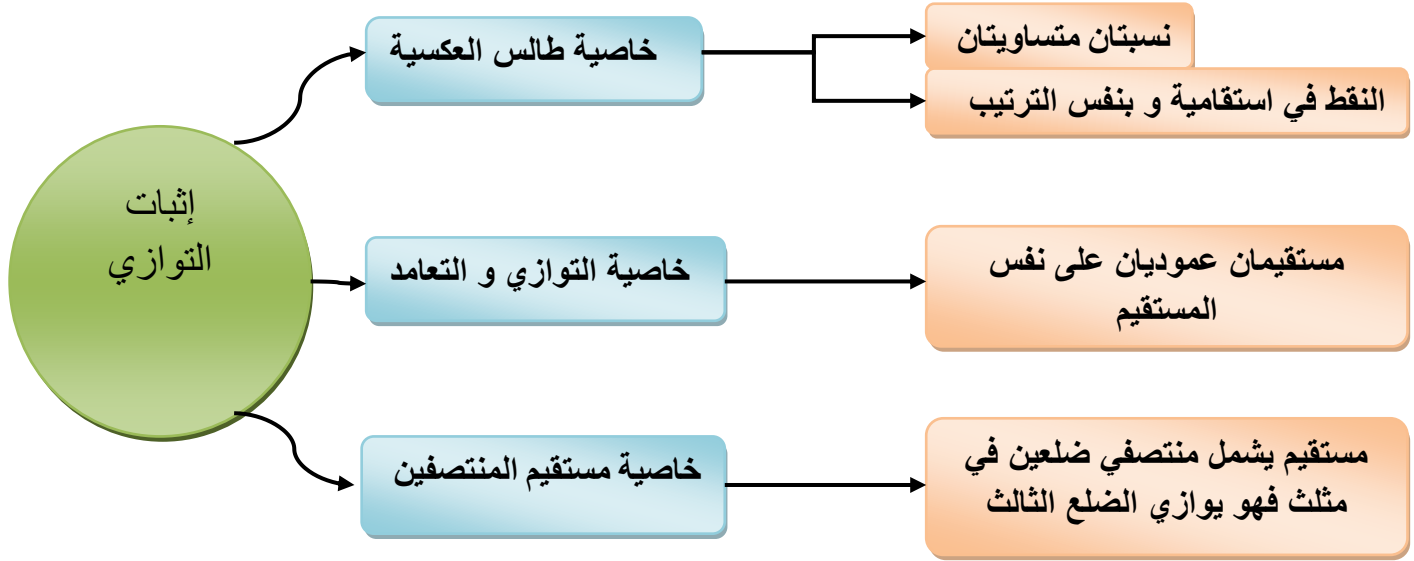 إثبات
التوازي
خاصية طالس العكسية
نسبتان متساويتان
النقط في استقامية و بنفس الترتيب
خاصية التوازي و التعامد
مستقيمان عموديان على نفس
المستقيم
خاصية مستقيم المنتصفين
مستقيم يشمل منتصفي ضلعين في
مثلث فهو يوازي الضلع الثالث